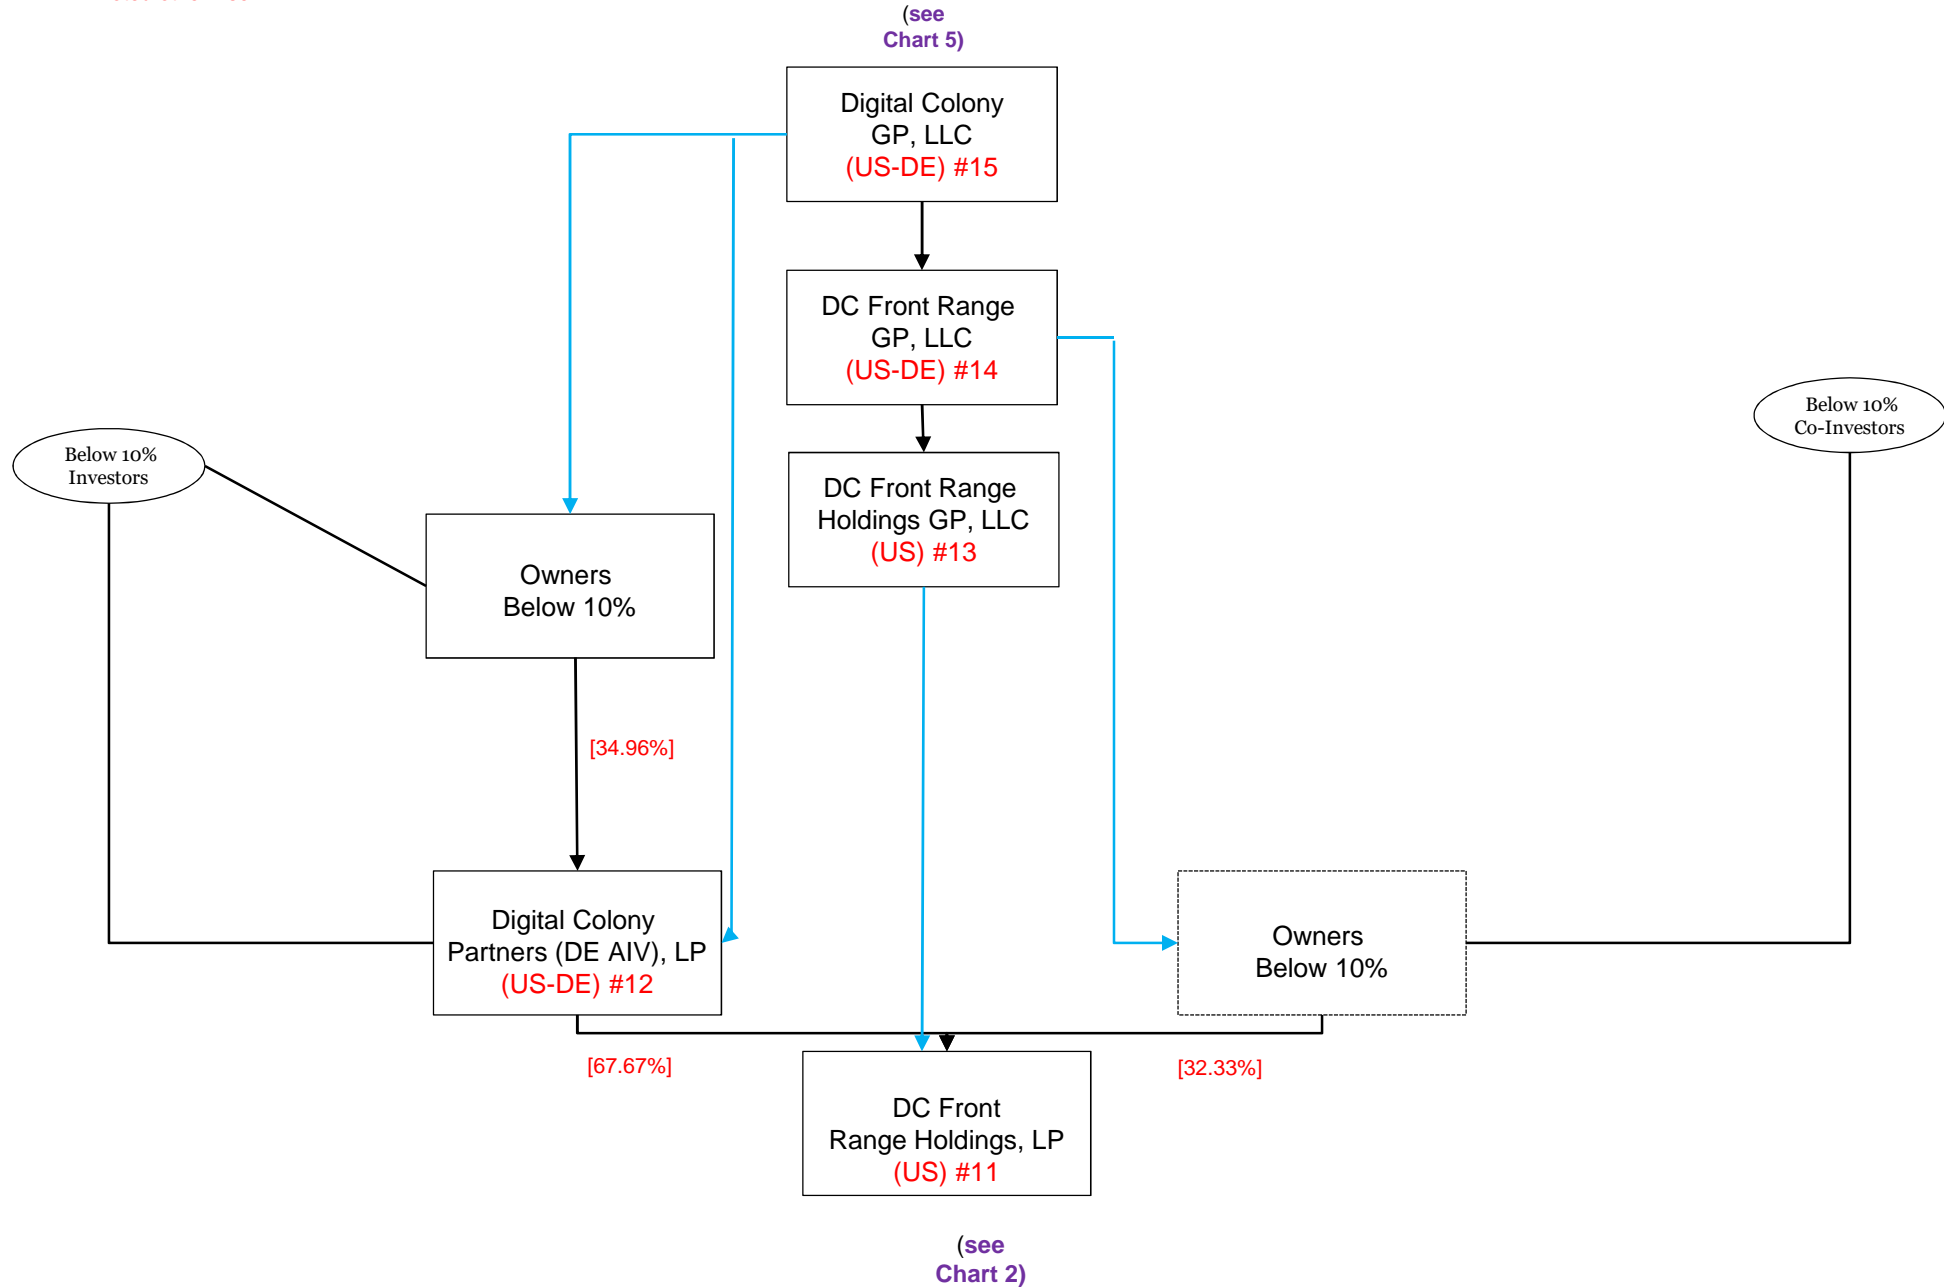 (see
Chart 5)
Digital Colony
GP, LLC
(US-DE) #15
DC Front Range
GP, LLC
(US-DE) #14
Below 10%
Co-Investors
Below 10%
Investors
DC Front Range
Holdings GP, LLC
(US) #13
Owners
Below 10%
[34.96%]
Digital Colony
Partners (DE AIV), LP
(US-DE) #12
Owners
Below 10%
[67.67%]
[32.33%]
DC Front
Range Holdings, LP
(US) #11
(see
Chart 2)